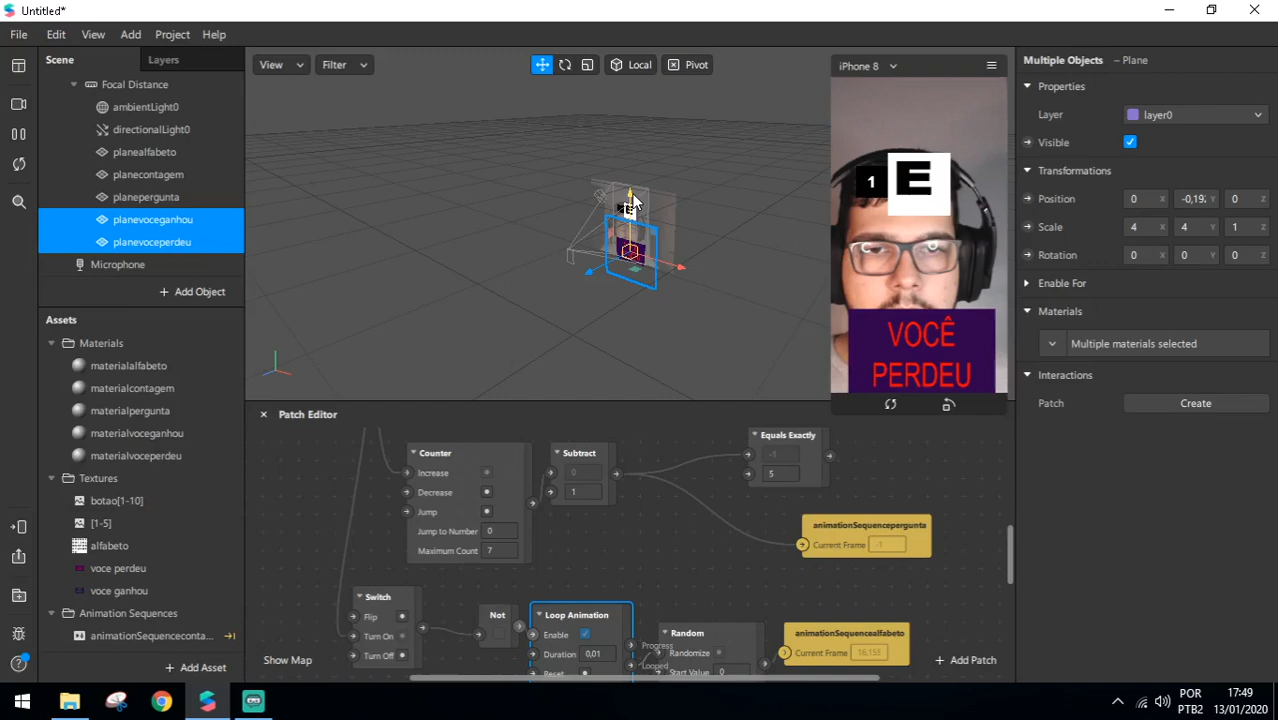 Untitled*
File Edit View Add Project Help
Scene Layers
Focal Distance
ambientLight0
directionalLight0
planealfabeto
planecontagem
planepergunta
planevoceganhou
planevoceperdeu
Microphone
+ Add Object
Assets
Materials
materialalfabeto
materialcontagem
materialpergunta
materialvoceganhou
materialvoceperdeu
Textures
botao[1-10]
[1-5]
alfabeto
voce perdeu
voce ganhou
Animation Sequences
animationSequenceconta...
+ Add Asset
View Filter Local Pivot
iPhone 8
1 E
VOCÊ
PERDEU
Multiple Objects – Plane
Properties
Layer layer0
Visible
Transformations
Position 0 X -0,192 Y 0 Z
Scale 4 X 4 Y 1 Z
Rotation 0 X 0 Y 0 Z
Enable For
Materials
Multiple materials selected
Interactions
Patch Create
Patch Editor
Counter
Increase
Decrease
Jump
Jump to Number 0
Maximum Count 7
Subtract
0
1
Equals Exactly
-1
5
animationSequencepergunta
Current Frame -1
Switch
Flip
Turn On
Turn Off
Not
Loop Animation
Enable Progress
Duration 0,01 Looped
Reset
Random
Randomize
Start Value 0
animationSequencealfabeto
Current Frame 16,155
Show Map
+ Add Patch
POR
PTB2
17:49
13/01/2020